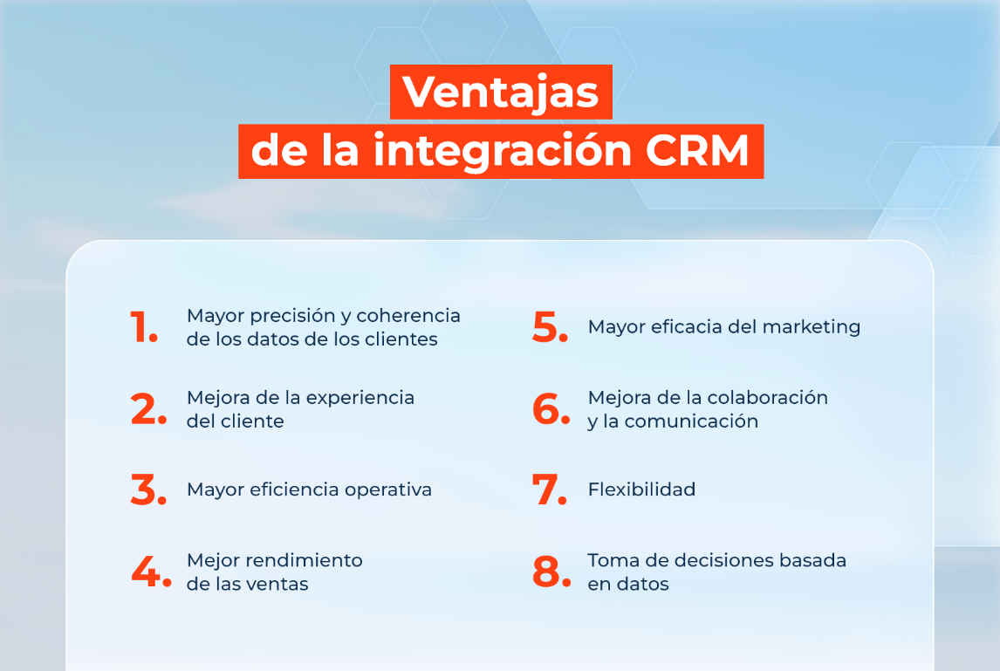 Ventajas
de la integración CRM
1. Mayor precisión y coherencia
de los datos de los clientes
2. Mejora de la experiencia
del cliente
3. Mayor eficiencia operativa
4. Mejor rendimiento
de las ventas
5. Mayor eficacia del marketing
6. Mejora de la colaboración
y la comunicación
7. Flexibilidad
8. Toma de decisiones basada
en datos